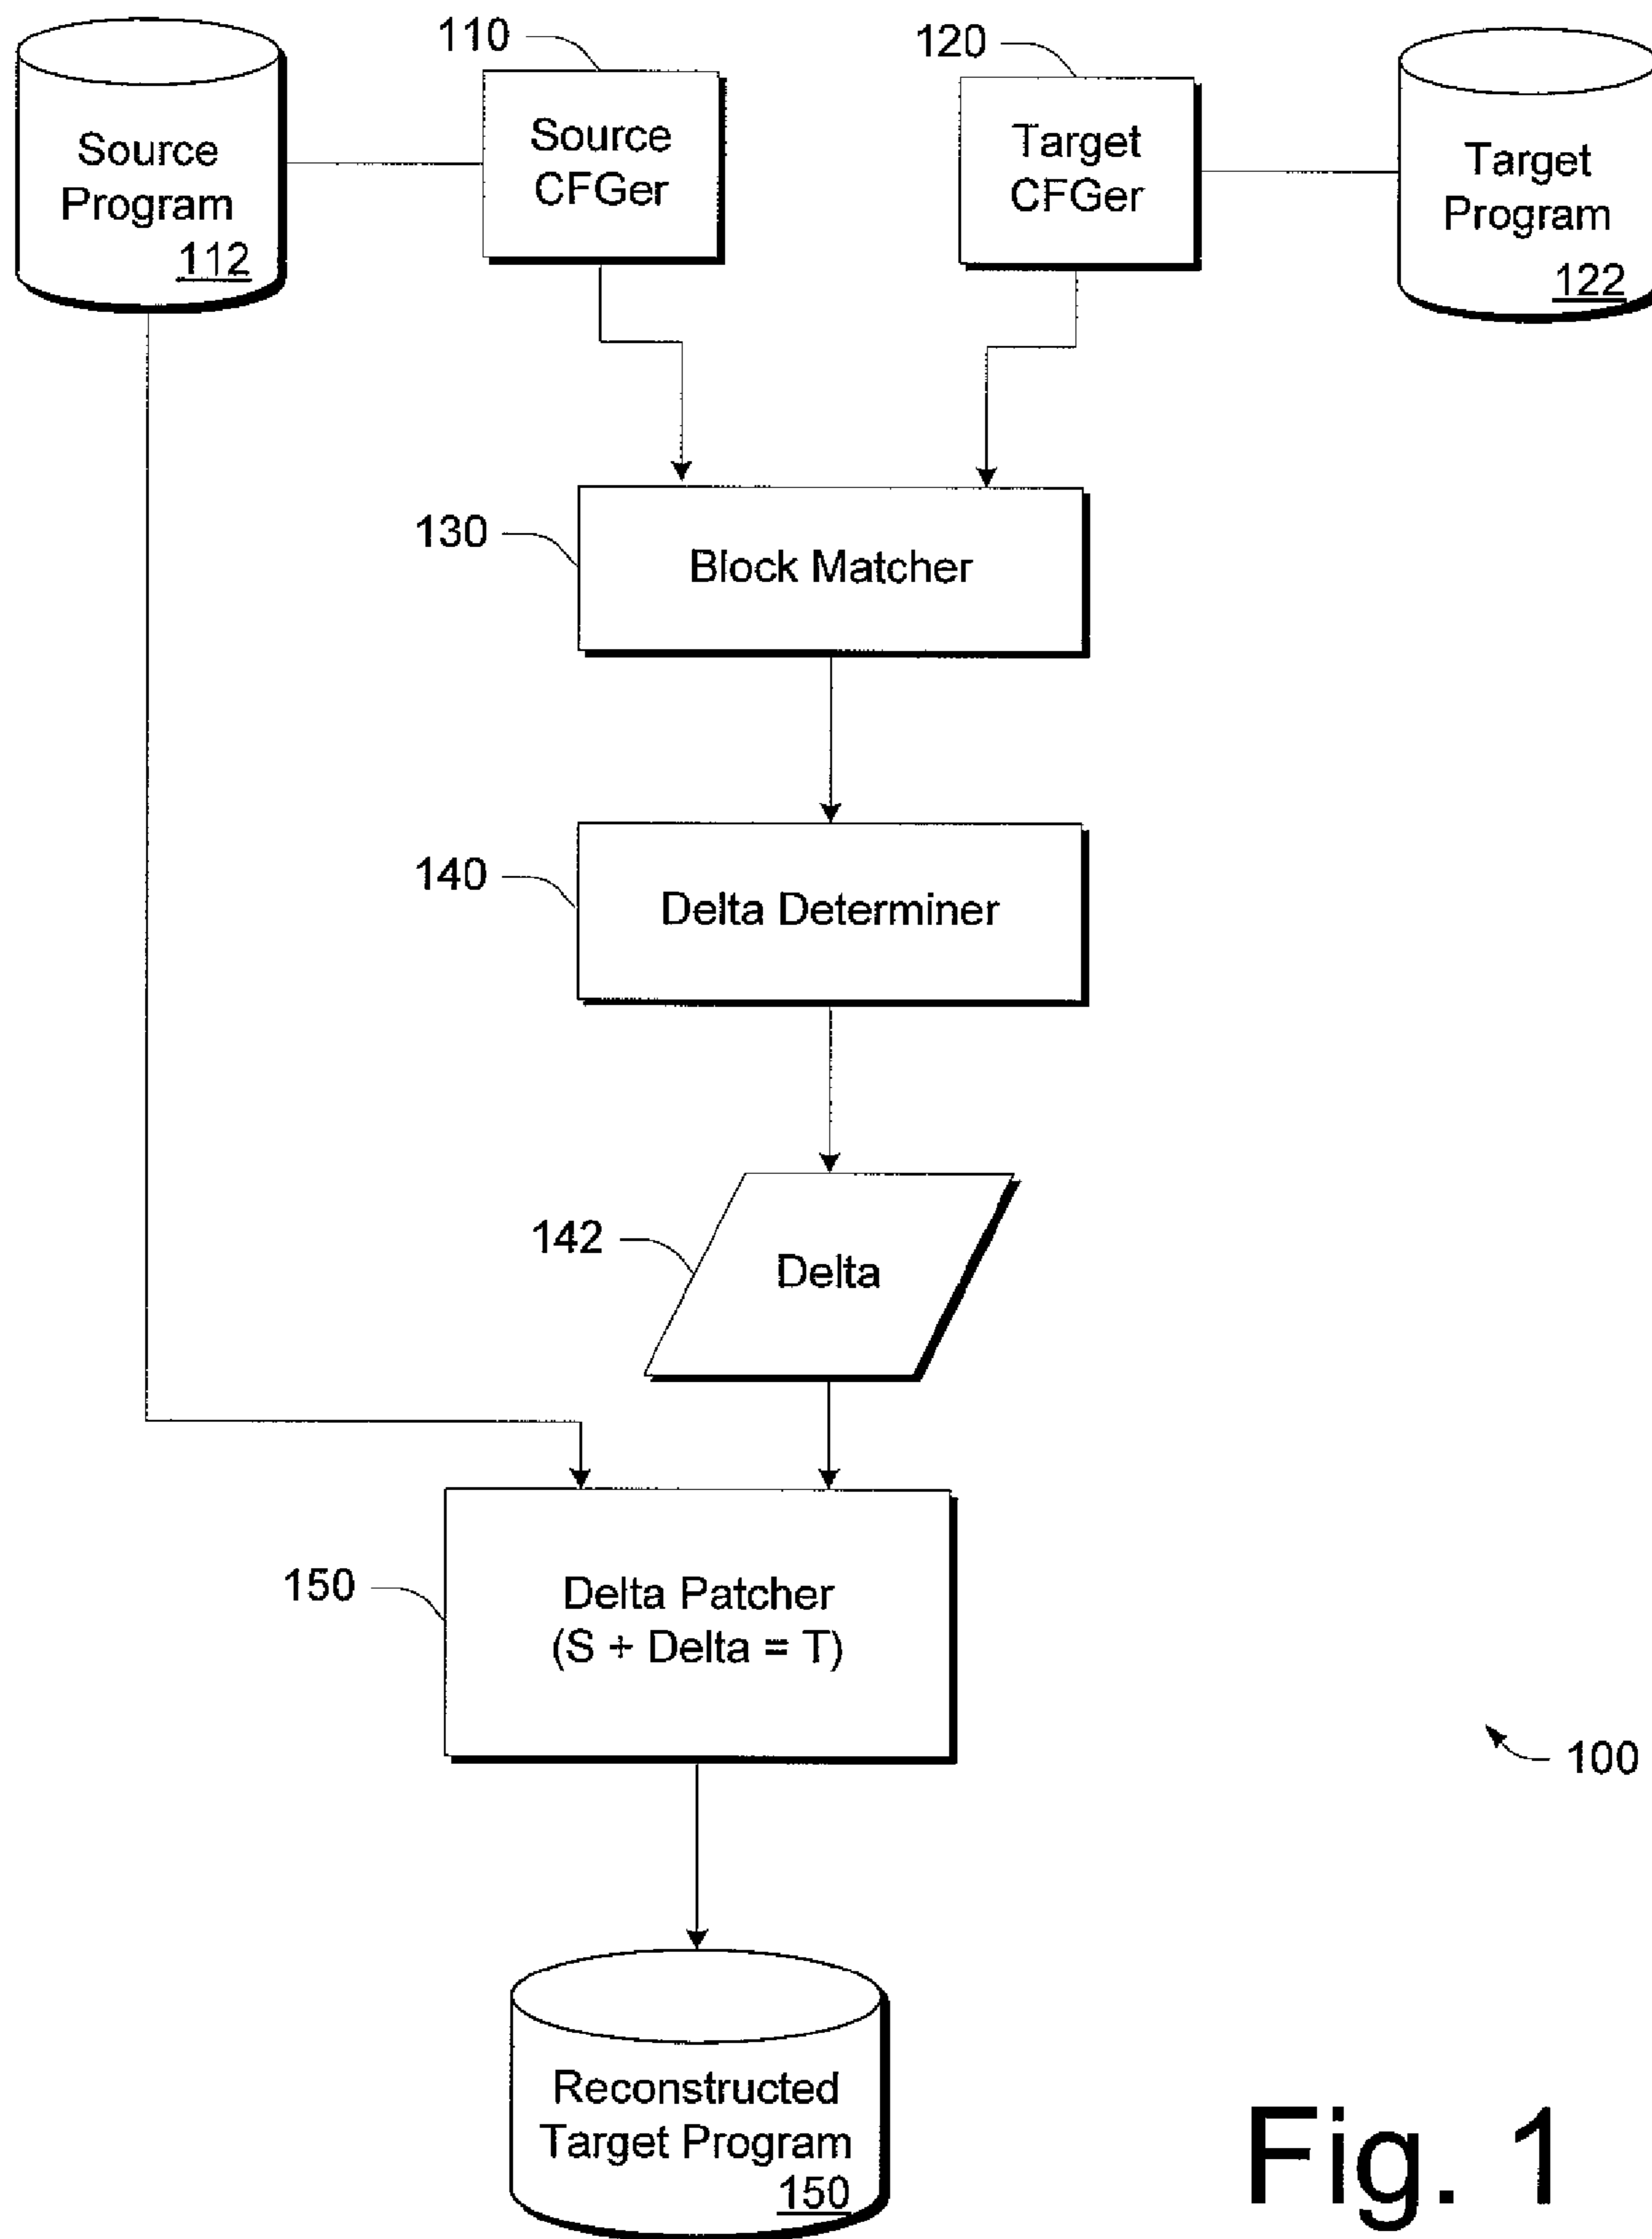 110
120
Source
Program
112
Source
CFGer
Target
CFGer
Target
Program
122
130
Block Matcher
140
Delta Determiner
142
Delta
150
Delta Patcher
(S + Delta = T)
100
Reconstructed
Target Program
150
Fig. 1